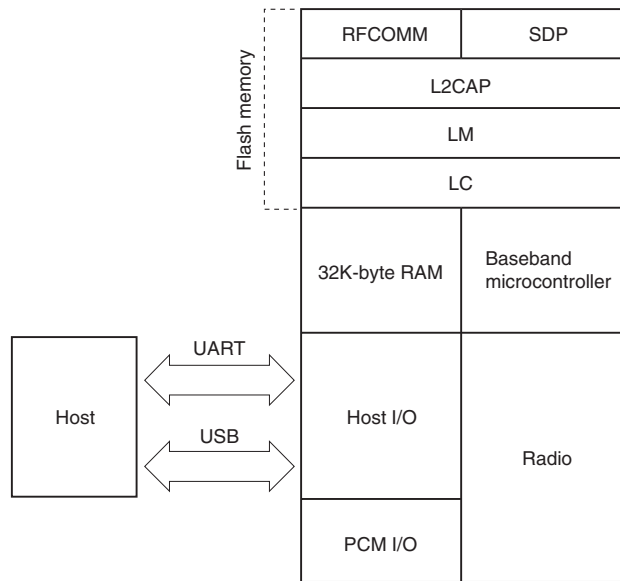 RFCOMM
SDP
Flash memory
L2CAP
LM
LC
32K-byte RAM
Baseband
microcontroller
UART
Host
Host I/O
USB
Radio
PCM I/O